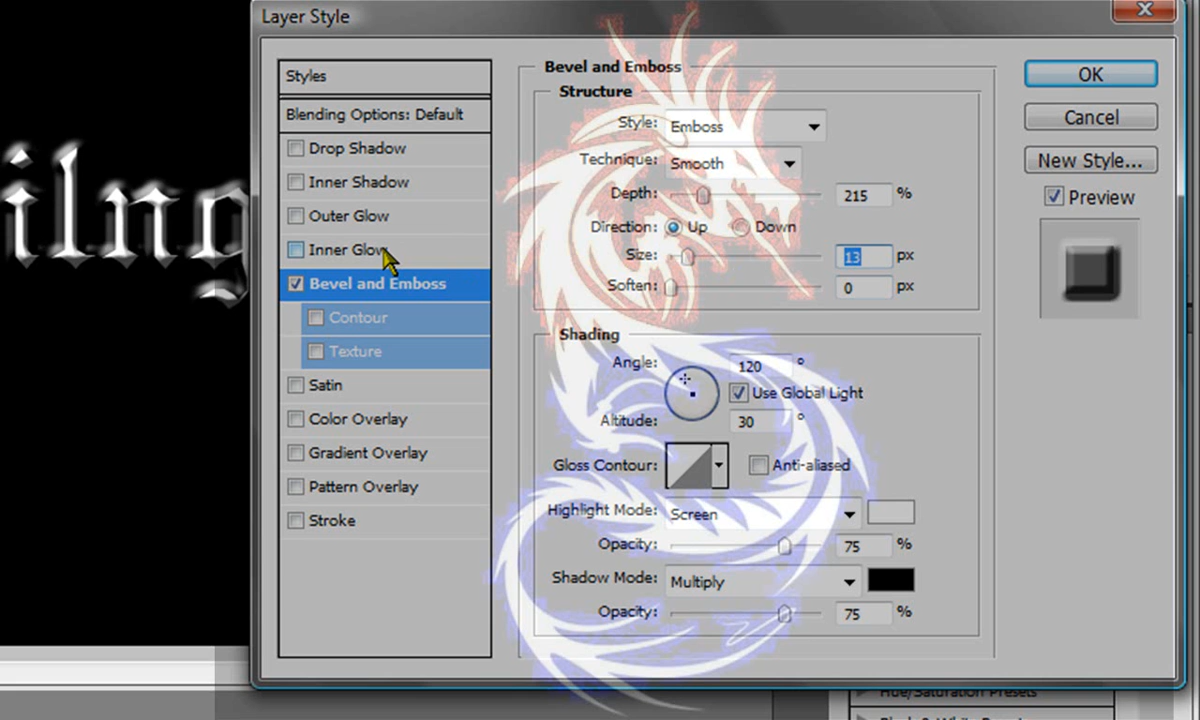 Layer Style
ilng
Styles
Blending Options: Default
Drop Shadow
Inner Shadow
Outer Glow
Inner Glow
Bevel and Emboss
Contour
Texture
Satin
Color Overlay
Gradient Overlay
Pattern Overlay
Stroke
Bevel and Emboss
Structure
Style: Emboss
Technique: Smooth
Depth: 215 %
Direction: Up Down
Size: 13 px
Soften: 0 px
Shading
Angle: 120 °
Use Global Light
Altitude: 30 °
Gloss Contour: Anti-aliased
Highlight Mode: Screen
Opacity: 75 %
Shadow Mode: Multiply
Opacity: 75 %
OK
Cancel
New Style...
Preview
Hue/Saturation Presets